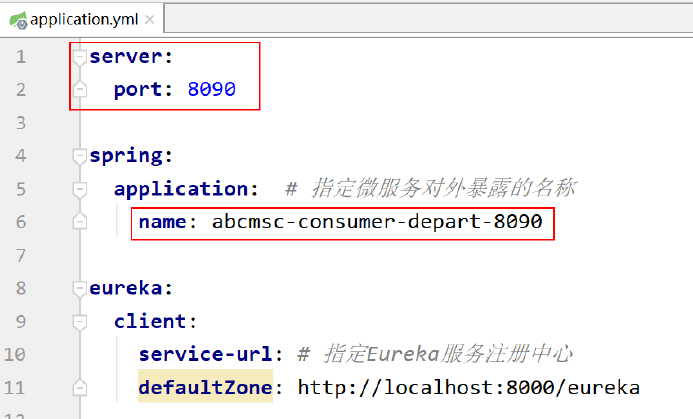 application.yml
1 server:
2 port: 8090
3
4 spring:
5 application: # 指定微服务对外暴露的名称
6 name: abcmsc-consumer-depart-8090
7
8 eureka:
9 client:
10 service-url: # 指定Eureka服务注册中心
11 defaultZone: http://localhost:8000/eureka
12